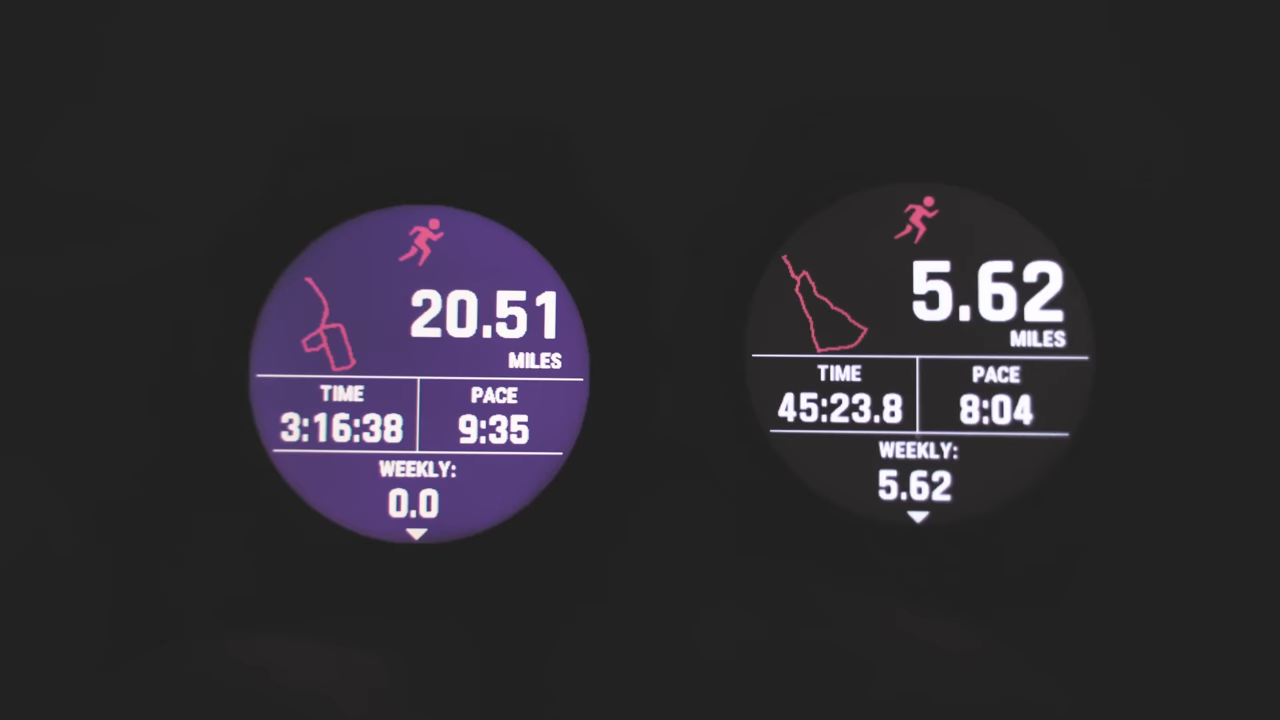 20.51
MILES
TIME
PACE
3:16:38
9:35
WEEKLY:
0.0
5.62
MILES
TIME
PACE
45:23.8
8:04
WEEKLY:
5.62